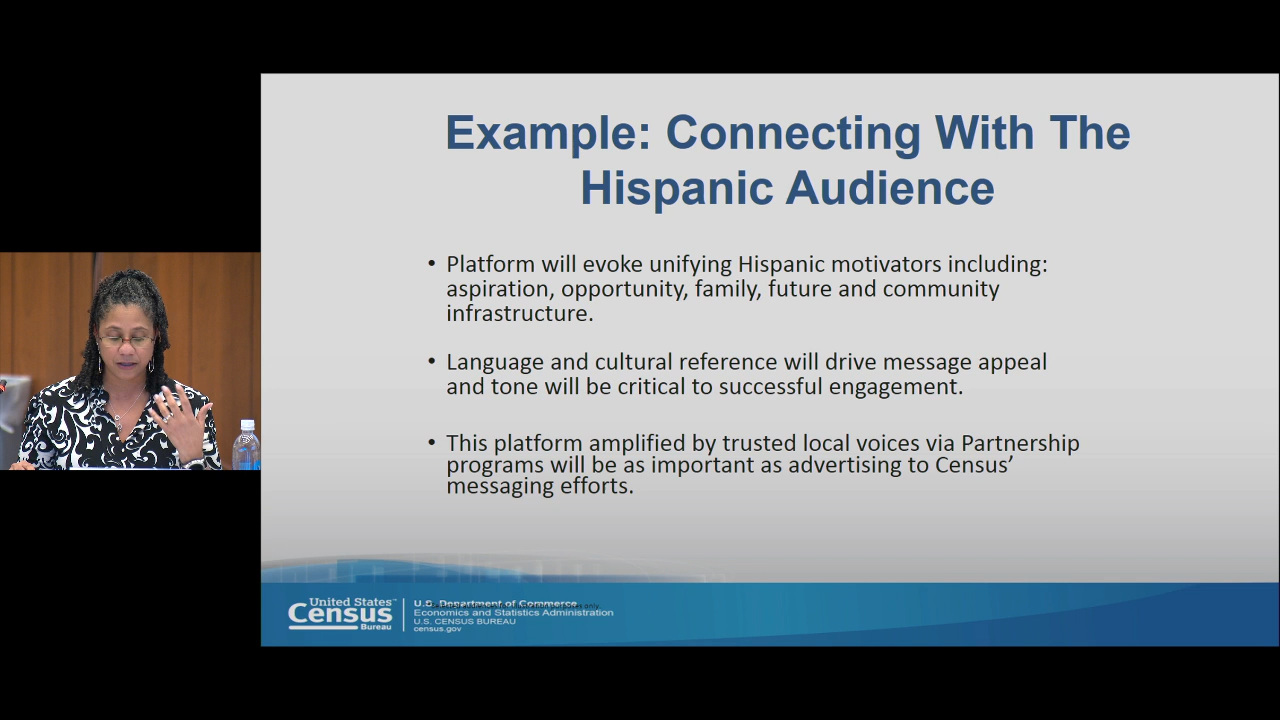 Example: Connecting With The
Hispanic Audience
• Platform will evoke unifying Hispanic motivators including:
aspiration, opportunity, family, future and community
infrastructure.
• Language and cultural reference will drive message appeal
and tone will be critical to successful engagement.
• This platform amplified by trusted local voices via Partnership
programs will be as important as advertising to Census’
messaging efforts.
United States™
Census
Bureau
U.S. Department of Commerce
Economics and Statistics Administration
U.S. CENSUS BUREAU
census.gov